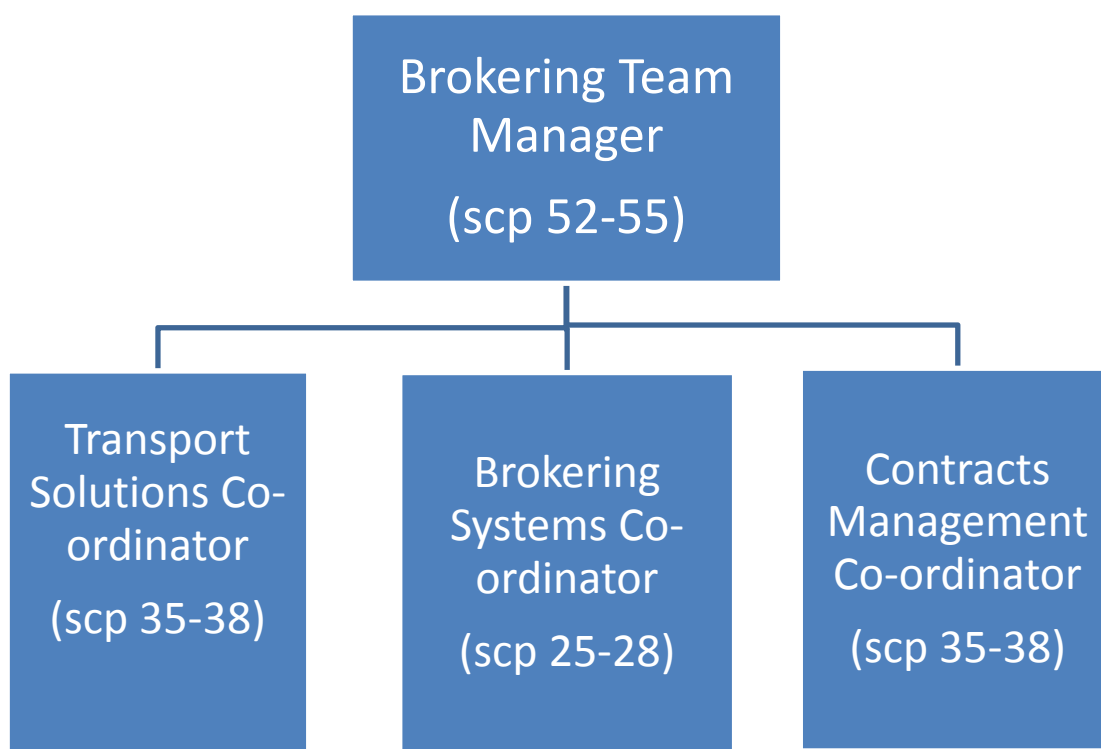 Brokering Team
Manager
(scp 52-55)
Transport
Solutions Co-
ordinator
(scp 35-38)
Brokering
Systems Co-
ordinator
(scp 25-28)
Contracts
Management
Co-ordinator
(scp 35-38)